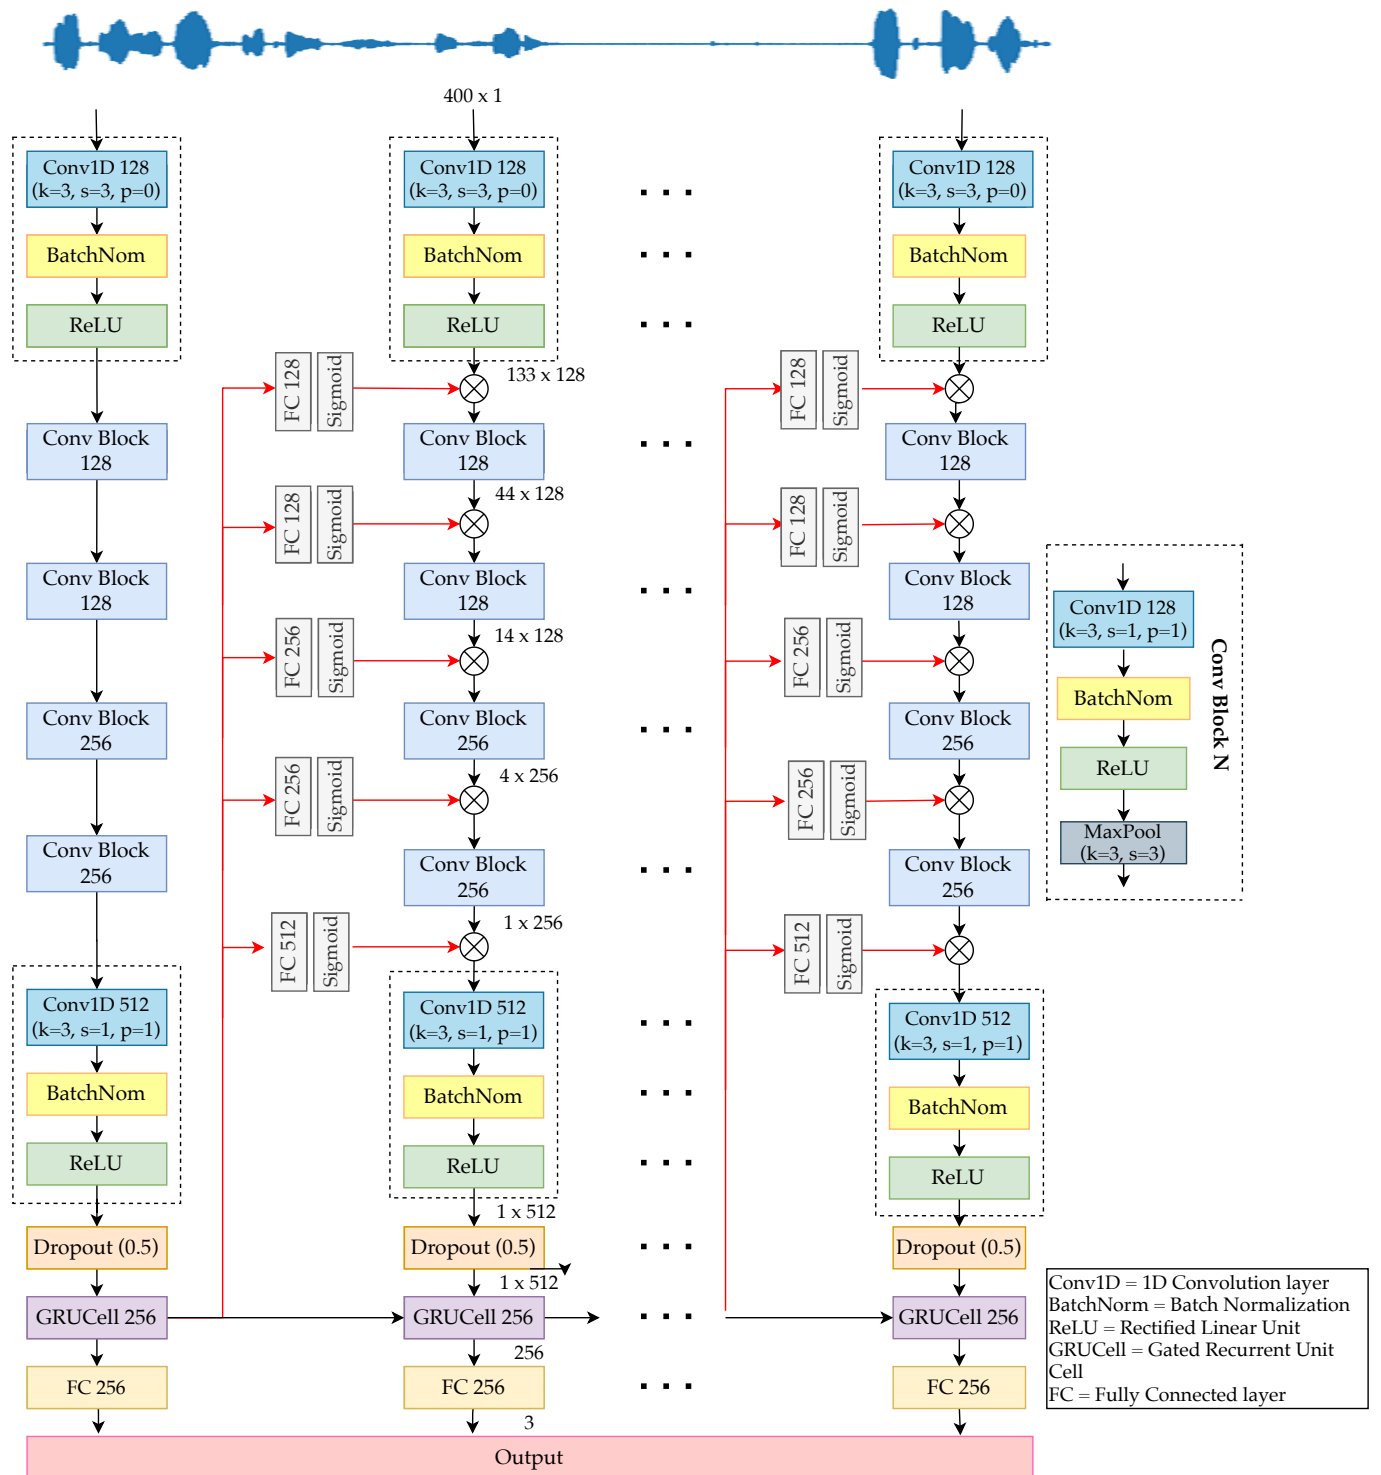 400 x 1
Conv1D 128
(k=3, s=3, p=0)
BatchNom
ReLU
Conv Block
128
Conv Block
128
Conv Block
256
Conv Block
256
Conv1D 512
(k=3, s=1, p=1)
BatchNom
ReLU
Dropout (0.5)
GRUCell 256
FC 256
FC 128
Sigmoid
FC 128
Sigmoid
FC 256
Sigmoid
FC 256
Sigmoid
FC 512
Sigmoid
Conv1D 128
(k=3, s=3, p=0)
BatchNom
ReLU
133 x 128
Conv Block
128
44 x 128
Conv Block
128
14 x 128
Conv Block
256
4 x 256
Conv Block
256
1 x 256
Conv1D 512
(k=3, s=1, p=1)
BatchNom
ReLU
1 x 512
Dropout (0.5)
1 x 512
GRUCell 256
256
FC 256
3
FC 128
Sigmoid
FC 128
Sigmoid
FC 256
Sigmoid
FC 256
Sigmoid
FC 512
Sigmoid
Conv1D 128
(k=3, s=3, p=0)
BatchNom
ReLU
Conv Block
128
Conv Block
128
Conv Block
256
Conv Block
256
Conv1D 512
(k=3, s=1, p=1)
BatchNom
ReLU
Dropout (0.5)
GRUCell 256
FC 256
Conv1D 128
(k=3, s=1, p=1)
BatchNom
ReLU
MaxPool
(k=3, s=3)
Conv Block N
Conv1D = 1D Convolution layer
BatchNorm = Batch Normalization
ReLU = Rectified Linear Unit
GRUCell = Gated Recurrent Unit
Cell
FC = Fully Connected layer
Output